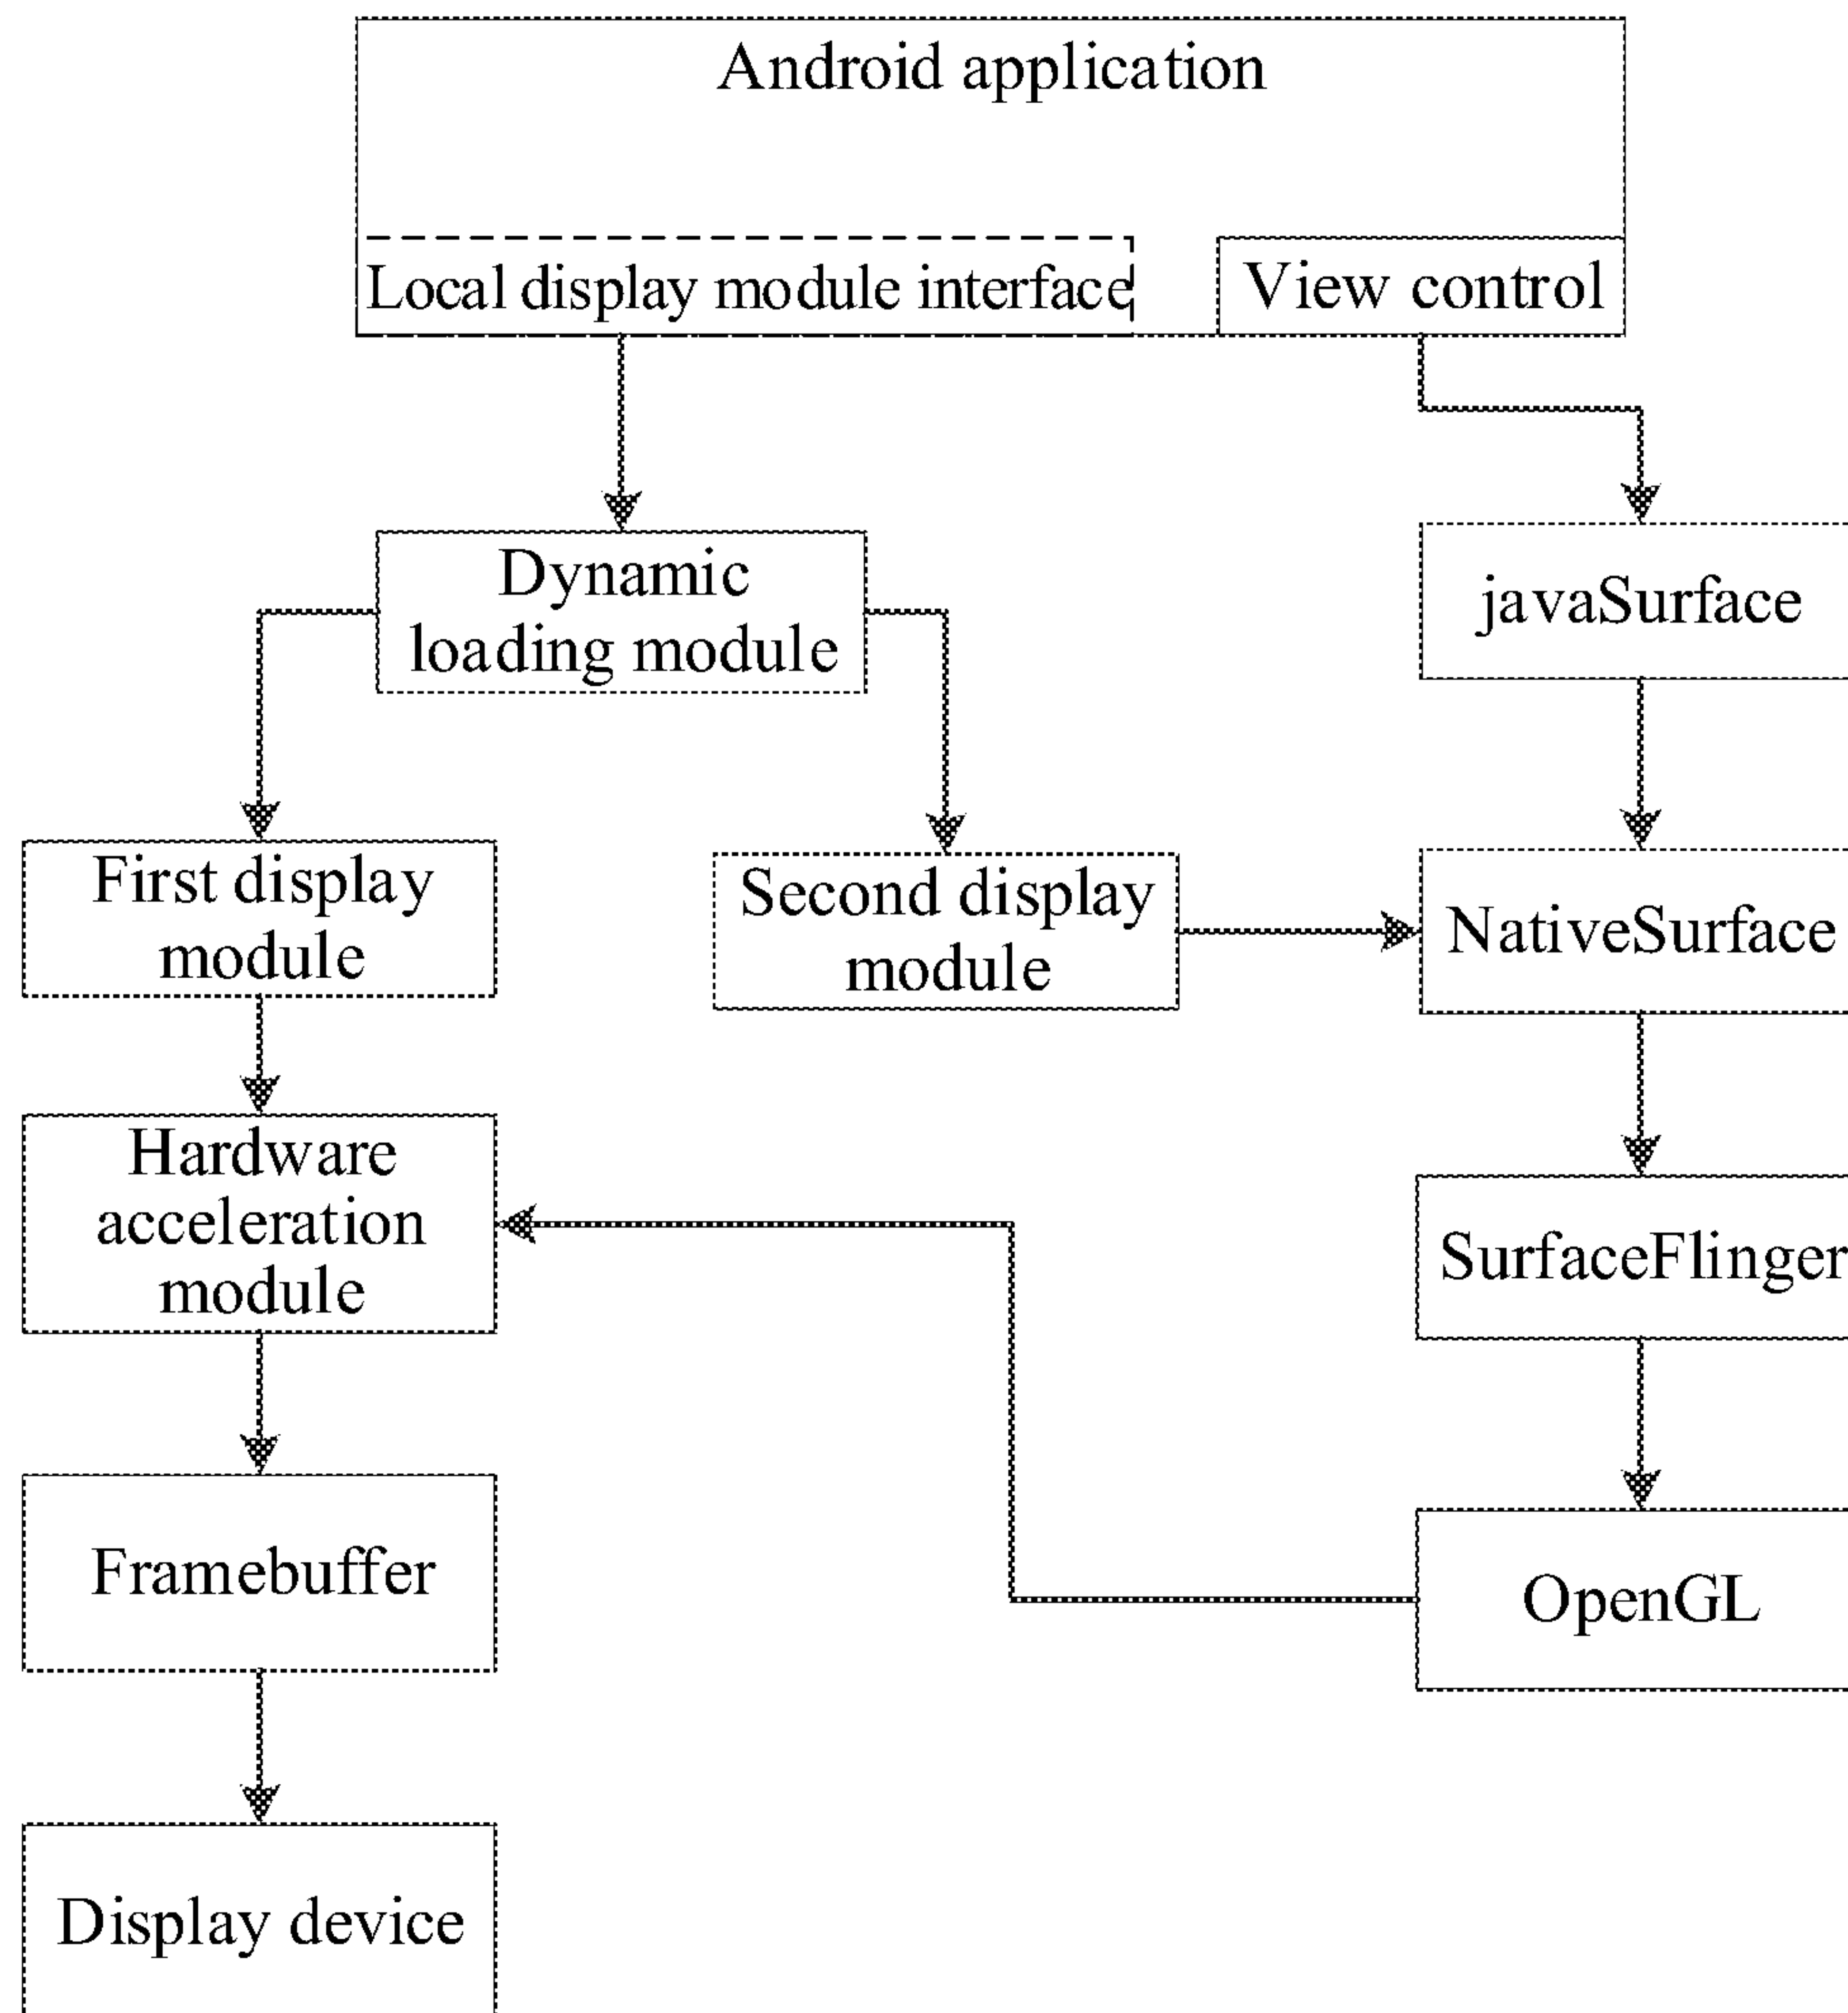 Android application
Local display module interface
View control
Dynamic
loading module
javaSurface
First display
module
Second display
module
NativeSurface
Hardware
acceleration
module
SurfaceFlinger
Framebuffer
OpenGL
Display device